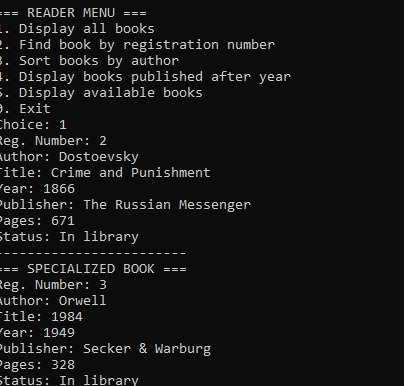 === READER MENU ===
1. Display all books
2. Find book by registration number
3. Sort books by author
4. Display books published after year
5. Display available books
0. Exit
Choice: 1
Reg. Number: 2
Author: Dostoevsky
Title: Crime and Punishment
Year: 1866
Publisher: The Russian Messenger
Pages: 671
Status: In library
------------------------
=== SPECIALIZED BOOK ===
Reg. Number: 3
Author: Orwell
Title: 1984
Year: 1949
Publisher: Secker & Warburg
Pages: 328
Status: In library